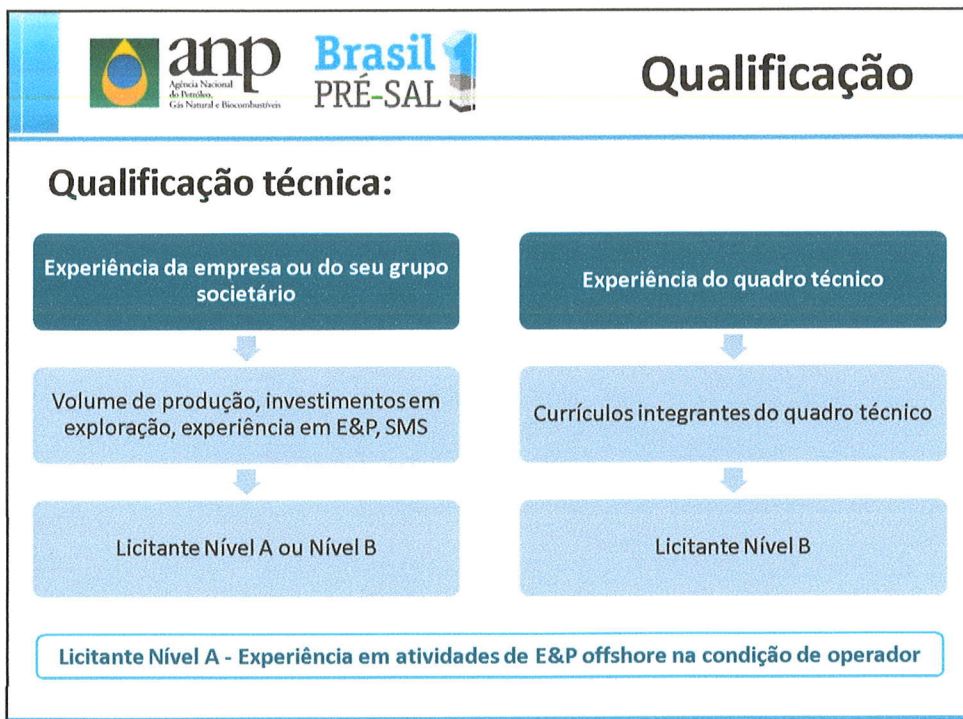 anp
Agência Nacional
do Petróleo,
Gás Natural e Biocombustíveis
Brasil 1
PRÉ-SAL
Qualificação
Qualificação técnica:
Experiência da empresa ou do seu grupo
societário
Volume de produção, investimentos em
exploração, experiência em E&P, SMS
Licitante Nível A ou Nível B
Experiência do quadro técnico
Currículos integrantes do quadro técnico
Licitante Nível B
Licitante Nível A - Experiência em atividades de E&P offshore na condição de operador